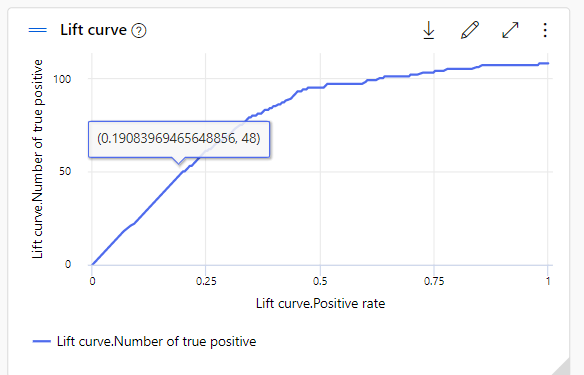 Lift curve
Lift curve.Number of true positive
100
50
0
(0.19083969465648856, 48)
0
0.25
0.5
0.75
1
Lift curve.Positive rate
Lift curve.Number of true positive